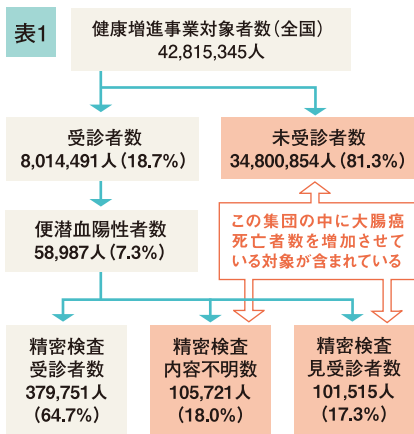 表1
健康増進事業対象者数(全国)
42,815,345人
受診者数
8,014,491人(18.7%)
未受診者数
34,800,854人(81.3%)
便潜血陽性者数
58,987人(7.3%)
この集団の中に大腸癌
死亡者数を増加させて
いる対象が含まれている
精密検査
受診者数
379,751人
(64.7%)
精密検査
内容不明数
105,721人
(18.0%)
精密検査
見受診者数
101,515人
(17.3%)